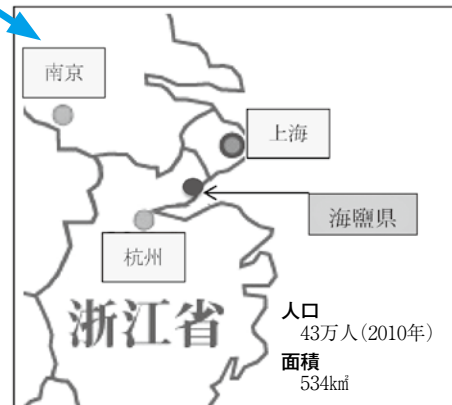 南京
上海
海鹽県
杭州
浙江省
人口
43万人(2010年)
面積
534㎢